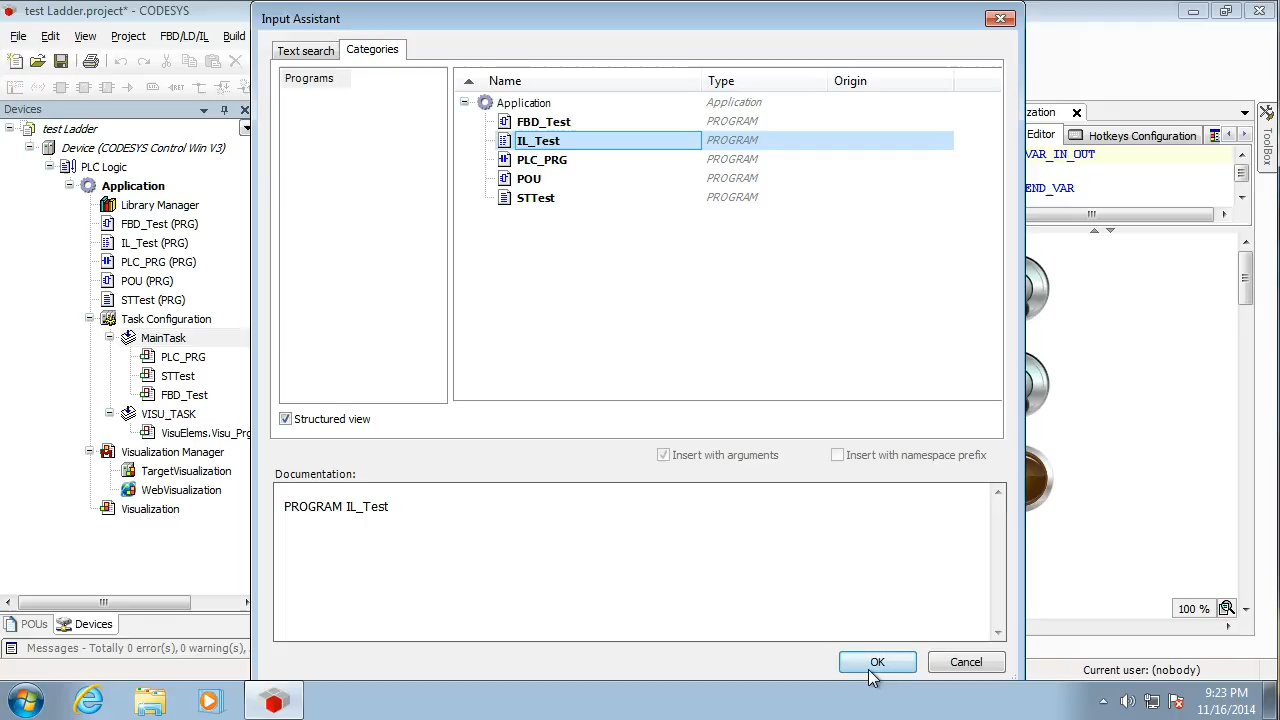 test Ladder.project* - CODESYS
File Edit View Project FBD/LD/IL Build
Devices
test Ladder
Device (CODESYS Control Win V3)
PLC Logic
Application
Library Manager
FBD_Test (PRG)
IL_Test (PRG)
PLC_PRG (PRG)
POU (PRG)
STTest (PRG)
Task Configuration
MainTask
PLC_PRG
STTest
FBD_Test
VISU_TASK
VisuElems.Visu_Prg
Visualization Manager
TargetVisualization
WebVisualization
Visualization
POUs Devices
Messages - Totally 0 error(s), 0 warning(s),
Input Assistant
Text search Categories
Programs
Name Type Origin
Application Application
FBD_Test PROGRAM
IL_Test PROGRAM
PLC_PRG PROGRAM
POU PROGRAM
STTest PROGRAM
Structured view
Insert with arguments Insert with namespace prefix
Documentation:
PROGRAM IL_Test
OK Cancel
zation
Editor Hotkeys Configuration
ToolBox
VAR_IN_OUT
END_VAR
100 %
Current user: (nobody)
9:23 PM
11/16/2014